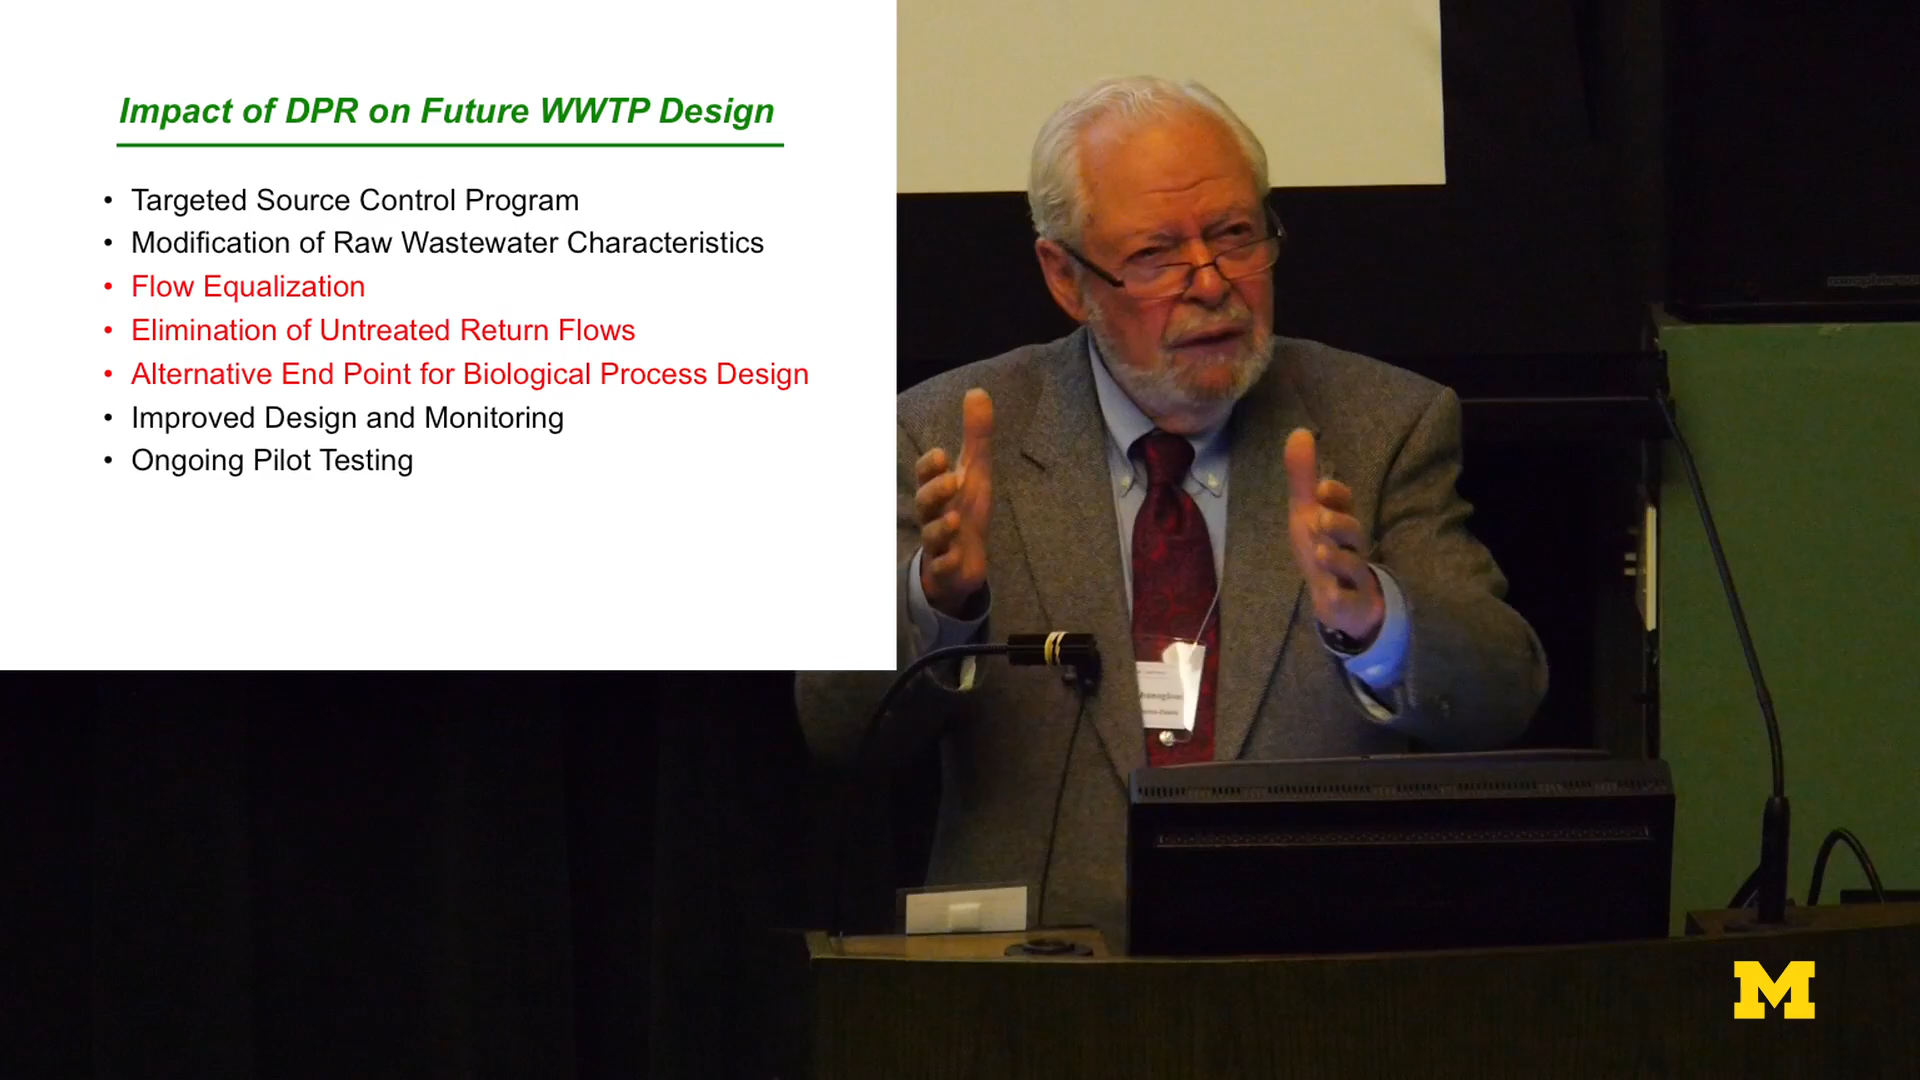 Impact of DPR on Future WWTP Design
• Targeted Source Control Program
• Modification of Raw Wastewater Characteristics
• Flow Equalization
• Elimination of Untreated Return Flows
• Alternative End Point for Biological Process Design
• Improved Design and Monitoring
• Ongoing Pilot Testing
M